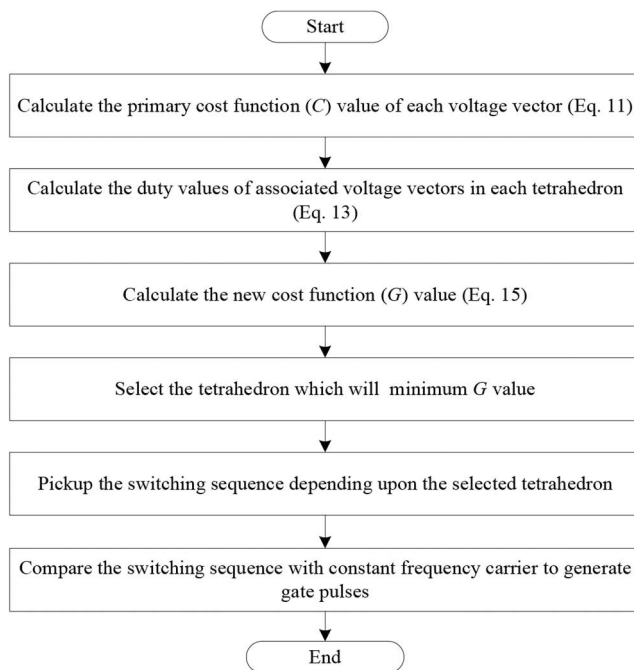 Start
Calculate the primary cost function (C) value of each voltage vector (Eq. 11)
Calculate the duty values of associated voltage vectors in each tetrahedron
(Eq. 13)
Calculate the new cost function (G) value (Eq. 15)
Select the tetrahedron which will minimum G value
Pickup the switching sequence depending upon the selected tetrahedron
Compare the switching sequence with constant frequency carrier to generate
gate pulses
End